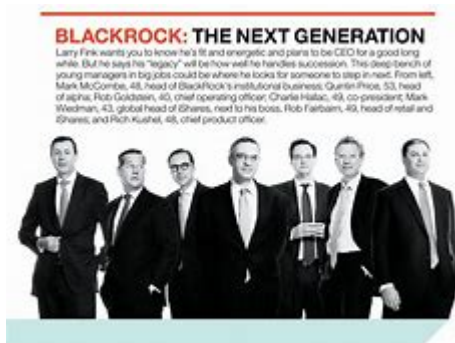 BLACKROCK: THE NEXT GENERATION
Larry Fink wants you to know he's fit and energetic and plans to be CEO for a good long
while. But he says his "legacy" will be how well he handles succession. This deep bench of
young managers in big jobs could be where he looks for someone to step in next. From left,
Mark McCombe, 48, head of BlackRock's institutional business; Quintin Price, 53, head
of alpha; Rob Goldstein, 40, chief operating officer; Charlie Hallac, 49, co-president; Mark
Wiedman, 43, global head of iShares, next to his boss, Rob Fairbairn, 49, head of retail and
iShares; and Rich Kushel, 48, chief product officer.